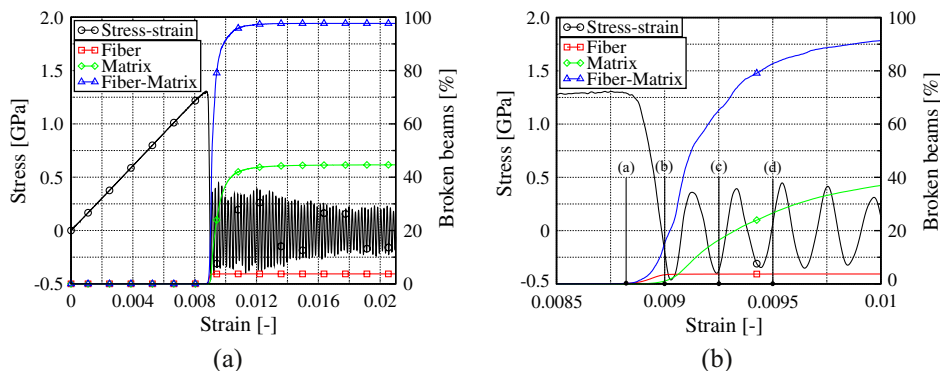 2.0
1.5
1.0
0.5
0
-0.5
Stress [GPa]
0
0.004
0.008
0.012
0.016
0.02
Strain [-]
100
80
60
40
20
0
Broken beams [%]
Stress-strain
Fiber
Matrix
Fiber-Matrix
(a)
2.0
1.5
1.0
0.5
0
-0.5
Stress [GPa]
0.0085
0.009
0.0095
0.01
Strain [-]
100
80
60
40
20
0
Broken beams [%]
Stress-strain
Fiber
Matrix
Fiber-Matrix
(a)
(b)
(c)
(d)
(b)